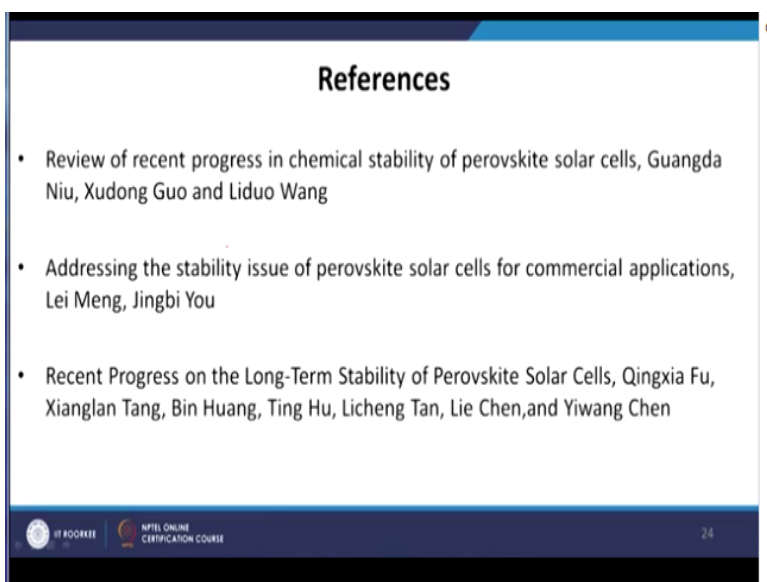 References
• Review of recent progress in chemical stability of perovskite solar cells, Guangda
Niu, Xudong Guo and Liduo Wang
• Addressing the stability issue of perovskite solar cells for commercial applications,
Lei Meng, Jingbi You
• Recent Progress on the Long-Term Stability of Perovskite Solar Cells, Qingxia Fu,
Xianglan Tang, Bin Huang, Ting Hu, Licheng Tan, Lie Chen,and Yiwang Chen
IIT ROORKEE
NPTEL ONLINE
CERTIFICATION COURSE
24